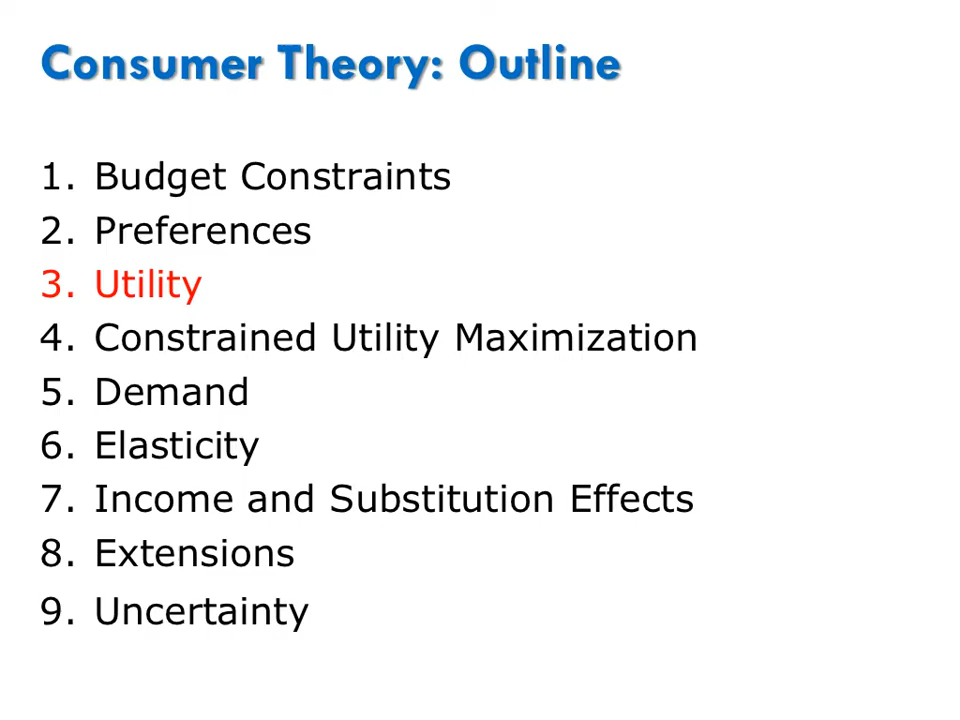 Consumer Theory: Outline
1. Budget Constraints
2. Preferences
3. Utility
4. Constrained Utility Maximization
5. Demand
6. Elasticity
7. Income and Substitution Effects
8. Extensions
9. Uncertainty